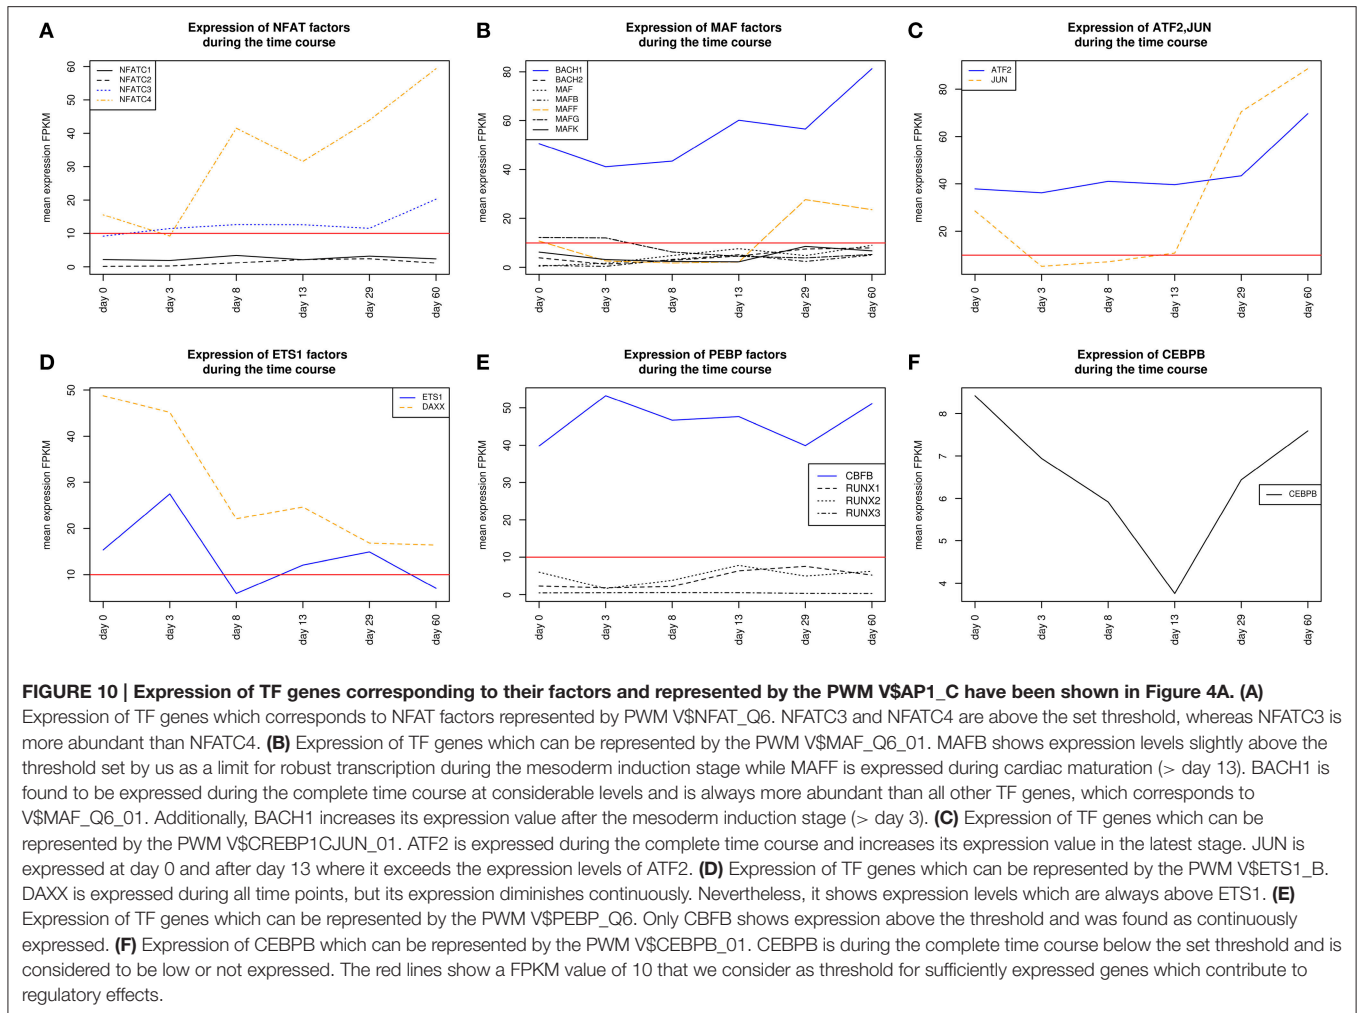 A
Expression of NFAT factors
during the time course
mean expression FPKM
60
50
40
30
20
10
0
NFATC1
NFATC2
NFATC3
NFATC4
day 0
day 3
day 8
day 13
day 29
day 60
B
Expression of MAF factors
during the time course
mean expression FPKM
80
60
40
20
0
BACH1
BACH2
MAF
MAFB
MAFF
MAFG
MAFK
day 0
day 3
day 8
day 13
day 29
day 60
C
Expression of ATF2,JUN
during the time course
mean expression FPKM
80
60
40
20
ATF2
JUN
day 0
day 3
day 8
day 13
day 29
day 60
D
Expression of ETS1 factors
during the time course
mean expression FPKM
50
40
30
20
10
ETS1
DAXX
day 0
day 3
day 8
day 13
day 29
day 60
E
Expression of PEBP factors
during the time course
mean expression FPKM
50
40
30
20
10
0
CBFB
RUNX1
RUNX2
RUNX3
day 0
day 3
day 8
day 13
day 29
day 60
F
Expression of CEBPB
during the time course
mean expression FPKM
8
7
6
5
4
CEBPB
day 0
day 3
day 8
day 13
day 29
day 60
FIGURE 10 | Expression of TF genes corresponding to their factors and represented by the PWM V$AP1_C have been shown in Figure 4A. (A)
Expression of TF genes which corresponds to NFAT factors represented by PWM V$NFAT_Q6. NFATC3 and NFATC4 are above the set threshold, whereas NFATC3 is
more abundant than NFATC4. (B) Expression of TF genes which can be represented by the PWM V$MAF_Q6_01. MAFB shows expression levels slightly above the
threshold set by us as a limit for robust transcription during the mesoderm induction stage while MAFF is expressed during cardiac maturation (> day 13). BACH1 is
found to be expressed during the complete time course at considerable levels and is always more abundant than all other TF genes, which corresponds to
V$MAF_Q6_01. Additionally, BACH1 increases its expression value after the mesoderm induction stage (> day 3). (C) Expression of TF genes which can be
represented by the PWM V$CREBP1CJUN_01. ATF2 is expressed during the complete time course and increases its expression value in the latest stage. JUN is
expressed at day 0 and after day 13 where it exceeds the expression levels of ATF2. (D) Expression of TF genes which can be represented by the PWM V$ETS1_B.
DAXX is expressed during all time points, but its expression diminishes continuously. Nevertheless, it shows expression levels which are always above ETS1. (E)
Expression of TF genes which can be represented by the PWM V$PEBP_Q6. Only CBFB shows expression above the threshold and was found as continuously
expressed. (F) Expression of CEBPB which can be represented by the PWM V$CEBPB_01. CEBPB is during the complete time course below the set threshold and is
considered to be low or not expressed. The red lines show a FPKM value of 10 that we consider as threshold for sufficiently expressed genes which contribute to
regulatory effects.